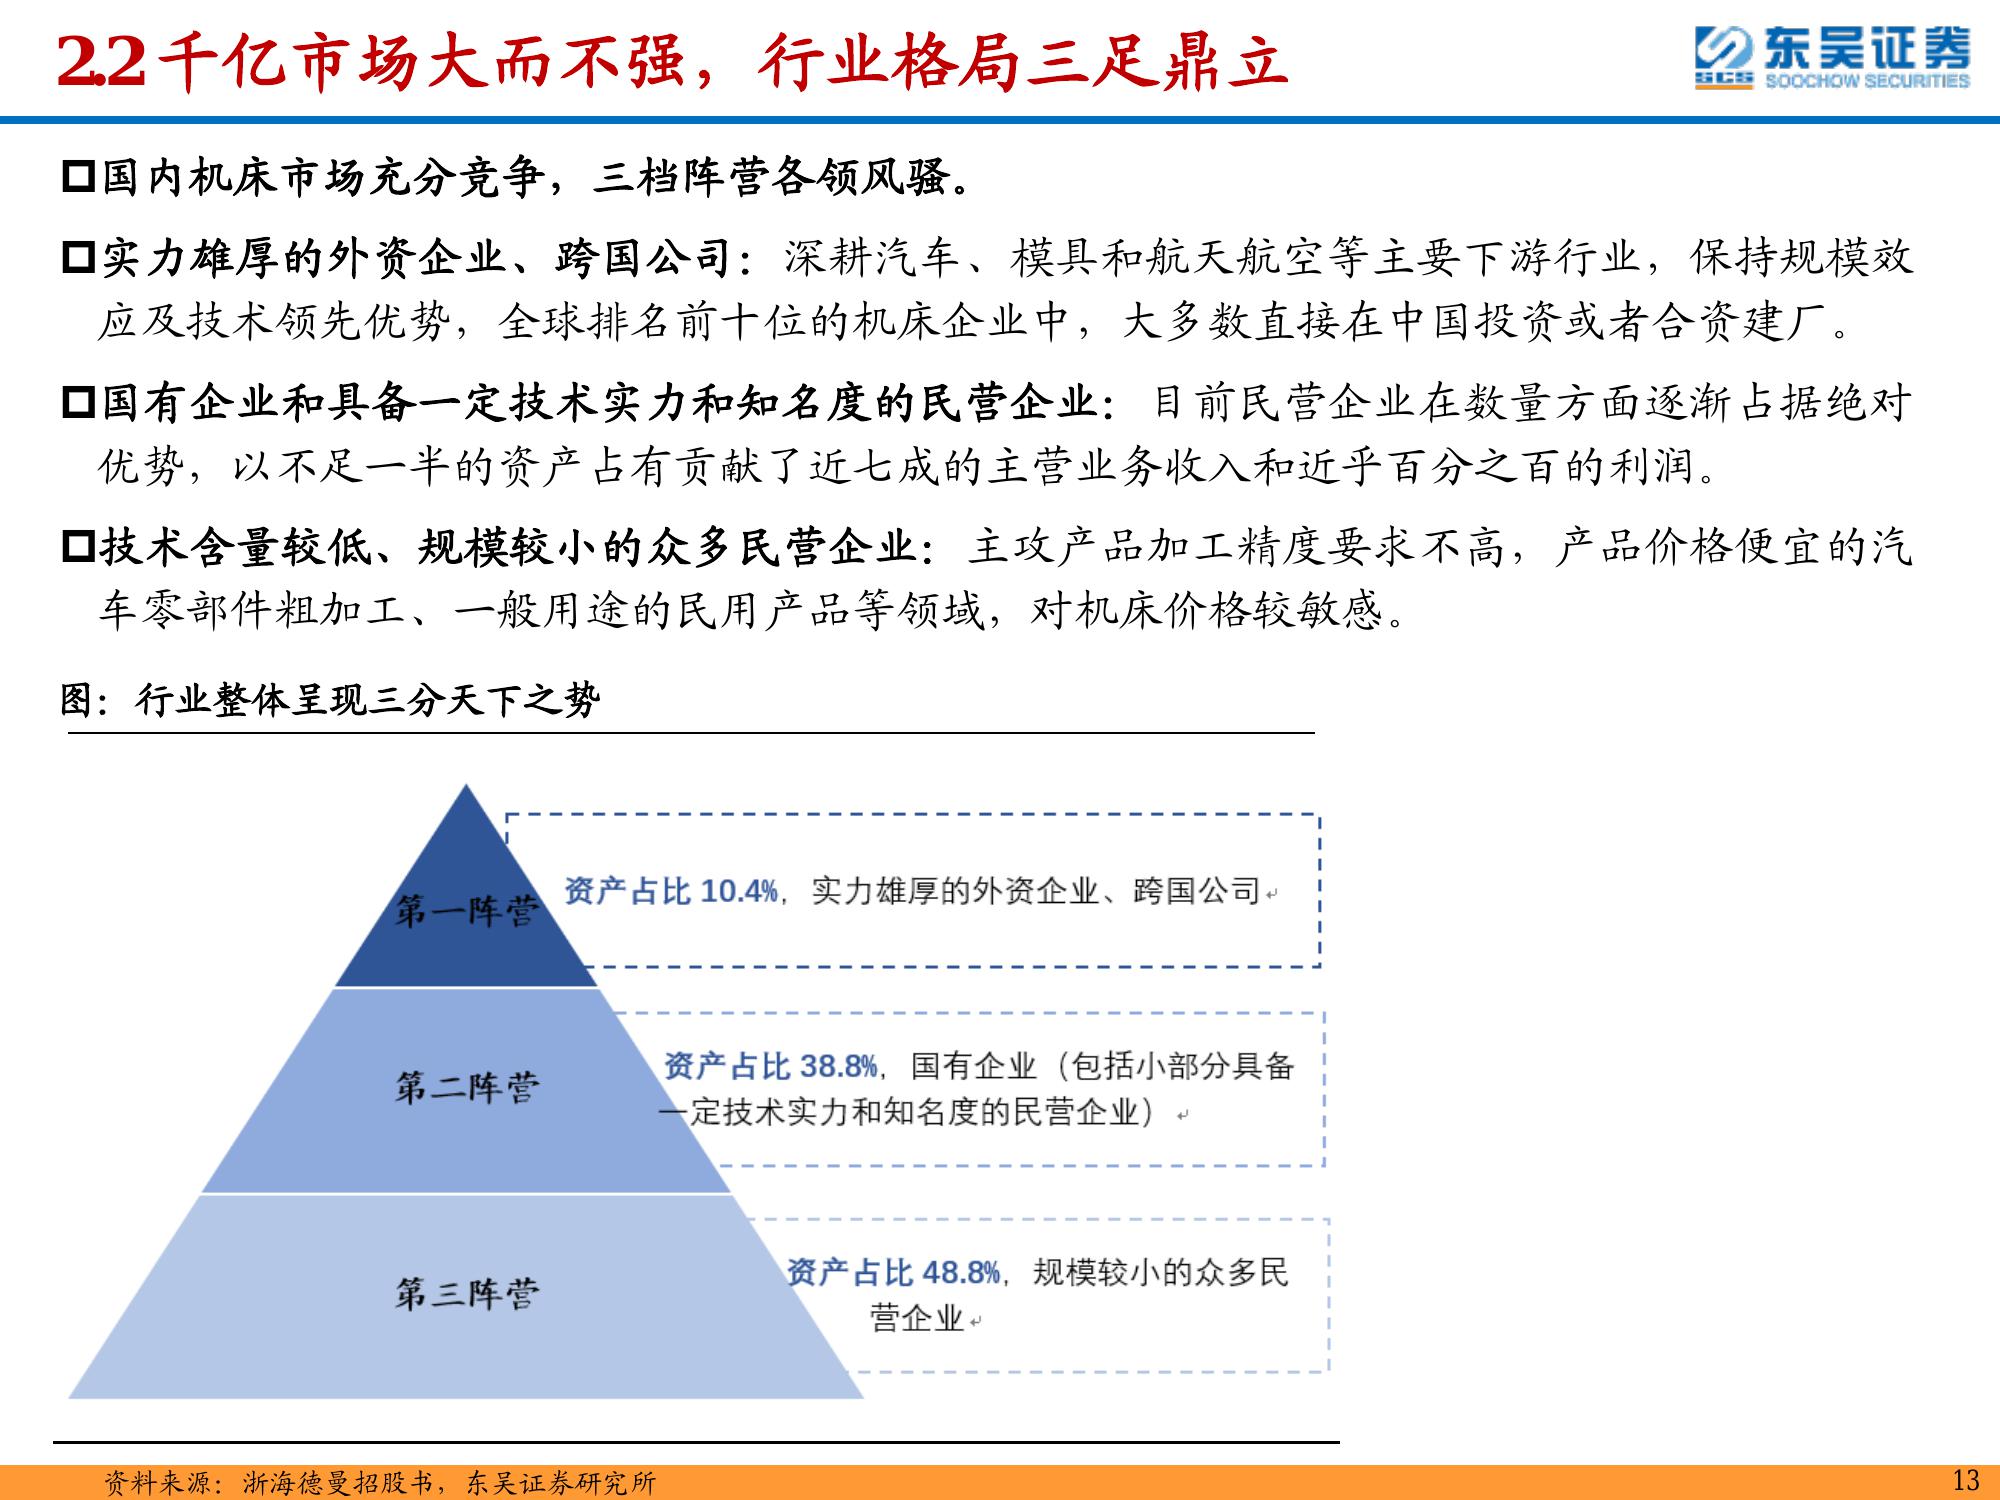 2.2千亿市场大而不强，行业格局三足鼎立
东吴证券
SCS SOOCHOW SECURITIES
国内机床市场充分竞争，三档阵营各领风骚。
实力雄厚的外资企业、跨国公司：深耕汽车、模具和航天航空等主要下游行业，保持规模效
应及技术领先优势，全球排名前十位的机床企业中，大多数直接在中国投资或者合资建厂。
国有企业和具备一定技术实力和知名度的民营企业：目前民营企业在数量方面逐渐占据绝对
优势，以不足一半的资产占有贡献了近七成的主营业务收入和近乎百分之百的利润。
技术含量较低、规模较小的众多民营企业：主攻产品加工精度要求不高，产品价格便宜的汽
车零部件粗加工、一般用途的民用产品等领域，对机床价格较敏感。
图：行业整体呈现三分天下之势
第一阵营
资产占比 10.4%，实力雄厚的外资企业、跨国公司
第二阵营
资产占比 38.8%，国有企业（包括小部分具备
一定技术实力和知名度的民营企业）
第三阵营
资产占比 48.8%，规模较小的众多民
营企业
资料来源：浙海德曼招股书，东吴证券研究所
13